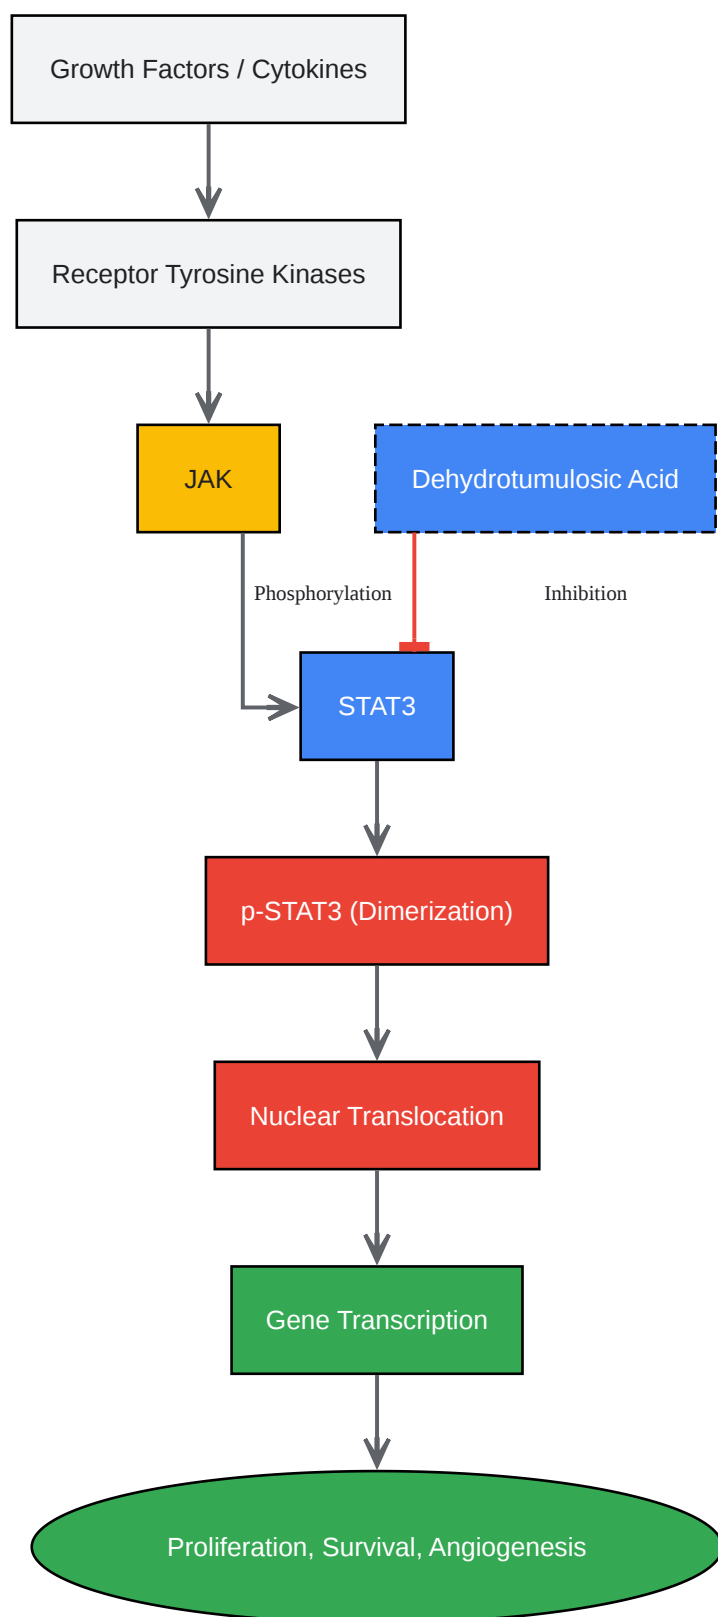 Growth Factors / Cytokines
Receptor Tyrosine Kinases
JAK
Dehydrotumulosic Acid
Phosphorylation
Inhibition
STAT3
p-STAT3 (Dimerization)
Nuclear Translocation
Gene Transcription
Proliferation, Survival, Angiogenesis